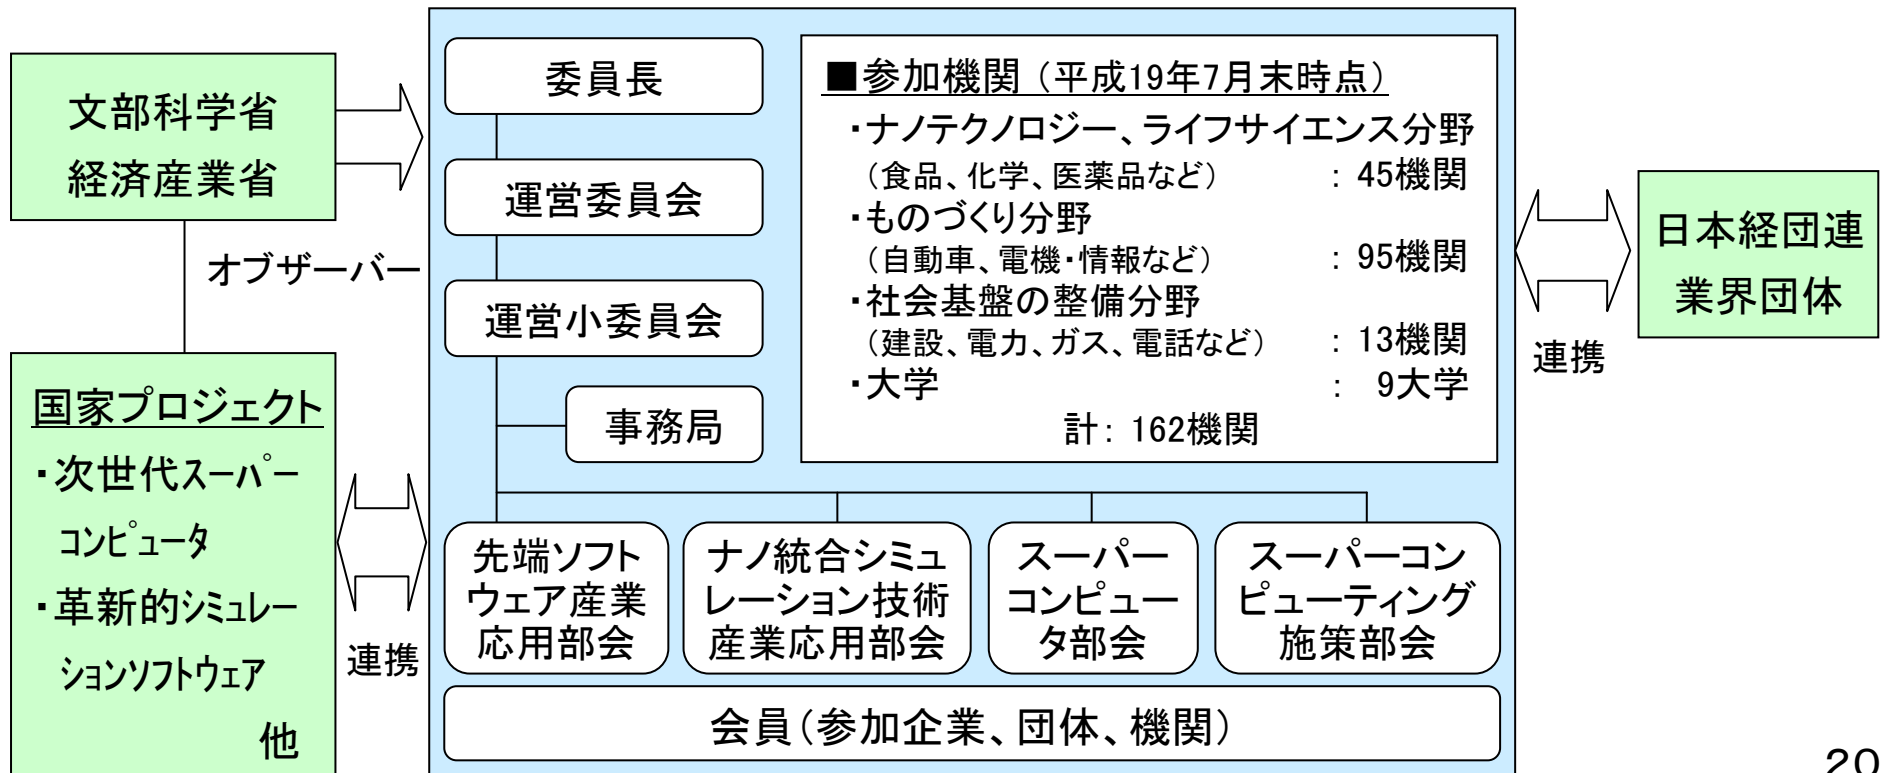 文部科学省
経済産業省
オブザーバー
国家プロジェクト
・次世代スーパー
コンピュータ
・革新的シミュレー
ションソフトウェア
他
連携
委員長
運営委員会
運営小委員会
事務局
■参加機関（平成19年7月末時点）
・ナノテクノロジー、ライフサイエンス分野
（食品、化学、医薬品など）　：45機関
・ものづくり分野
（自動車、電機・情報など）　：95機関
・社会基盤の整備分野
（建設、電力、ガス、電話など）　：13機関
・大学　：9大学
計：162機関
先端ソフト
ウェア産業
応用部会
ナノ統合シミュ
レーション技術
産業応用部会
スーパー
コンピュー
タ部会
スーパーコン
ピューティング
施策部会
会員（参加企業、団体、機関）
日本経団連
業界団体
連携
20